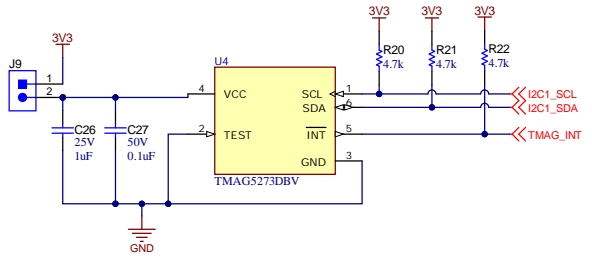 3V3
3V3
3V3
3V3
J9
1
2
U4
R20
4.7k
R21
4.7k
R22
4.7k
4
VCC
SCL
1
I2C1_SCL
SDA
6
I2C1_SDA
C26
25V
1uF
C27
50V
0.1uF
2
TEST
INT
5
TMAG_INT
GND
3
TMAG5273DBV
GND